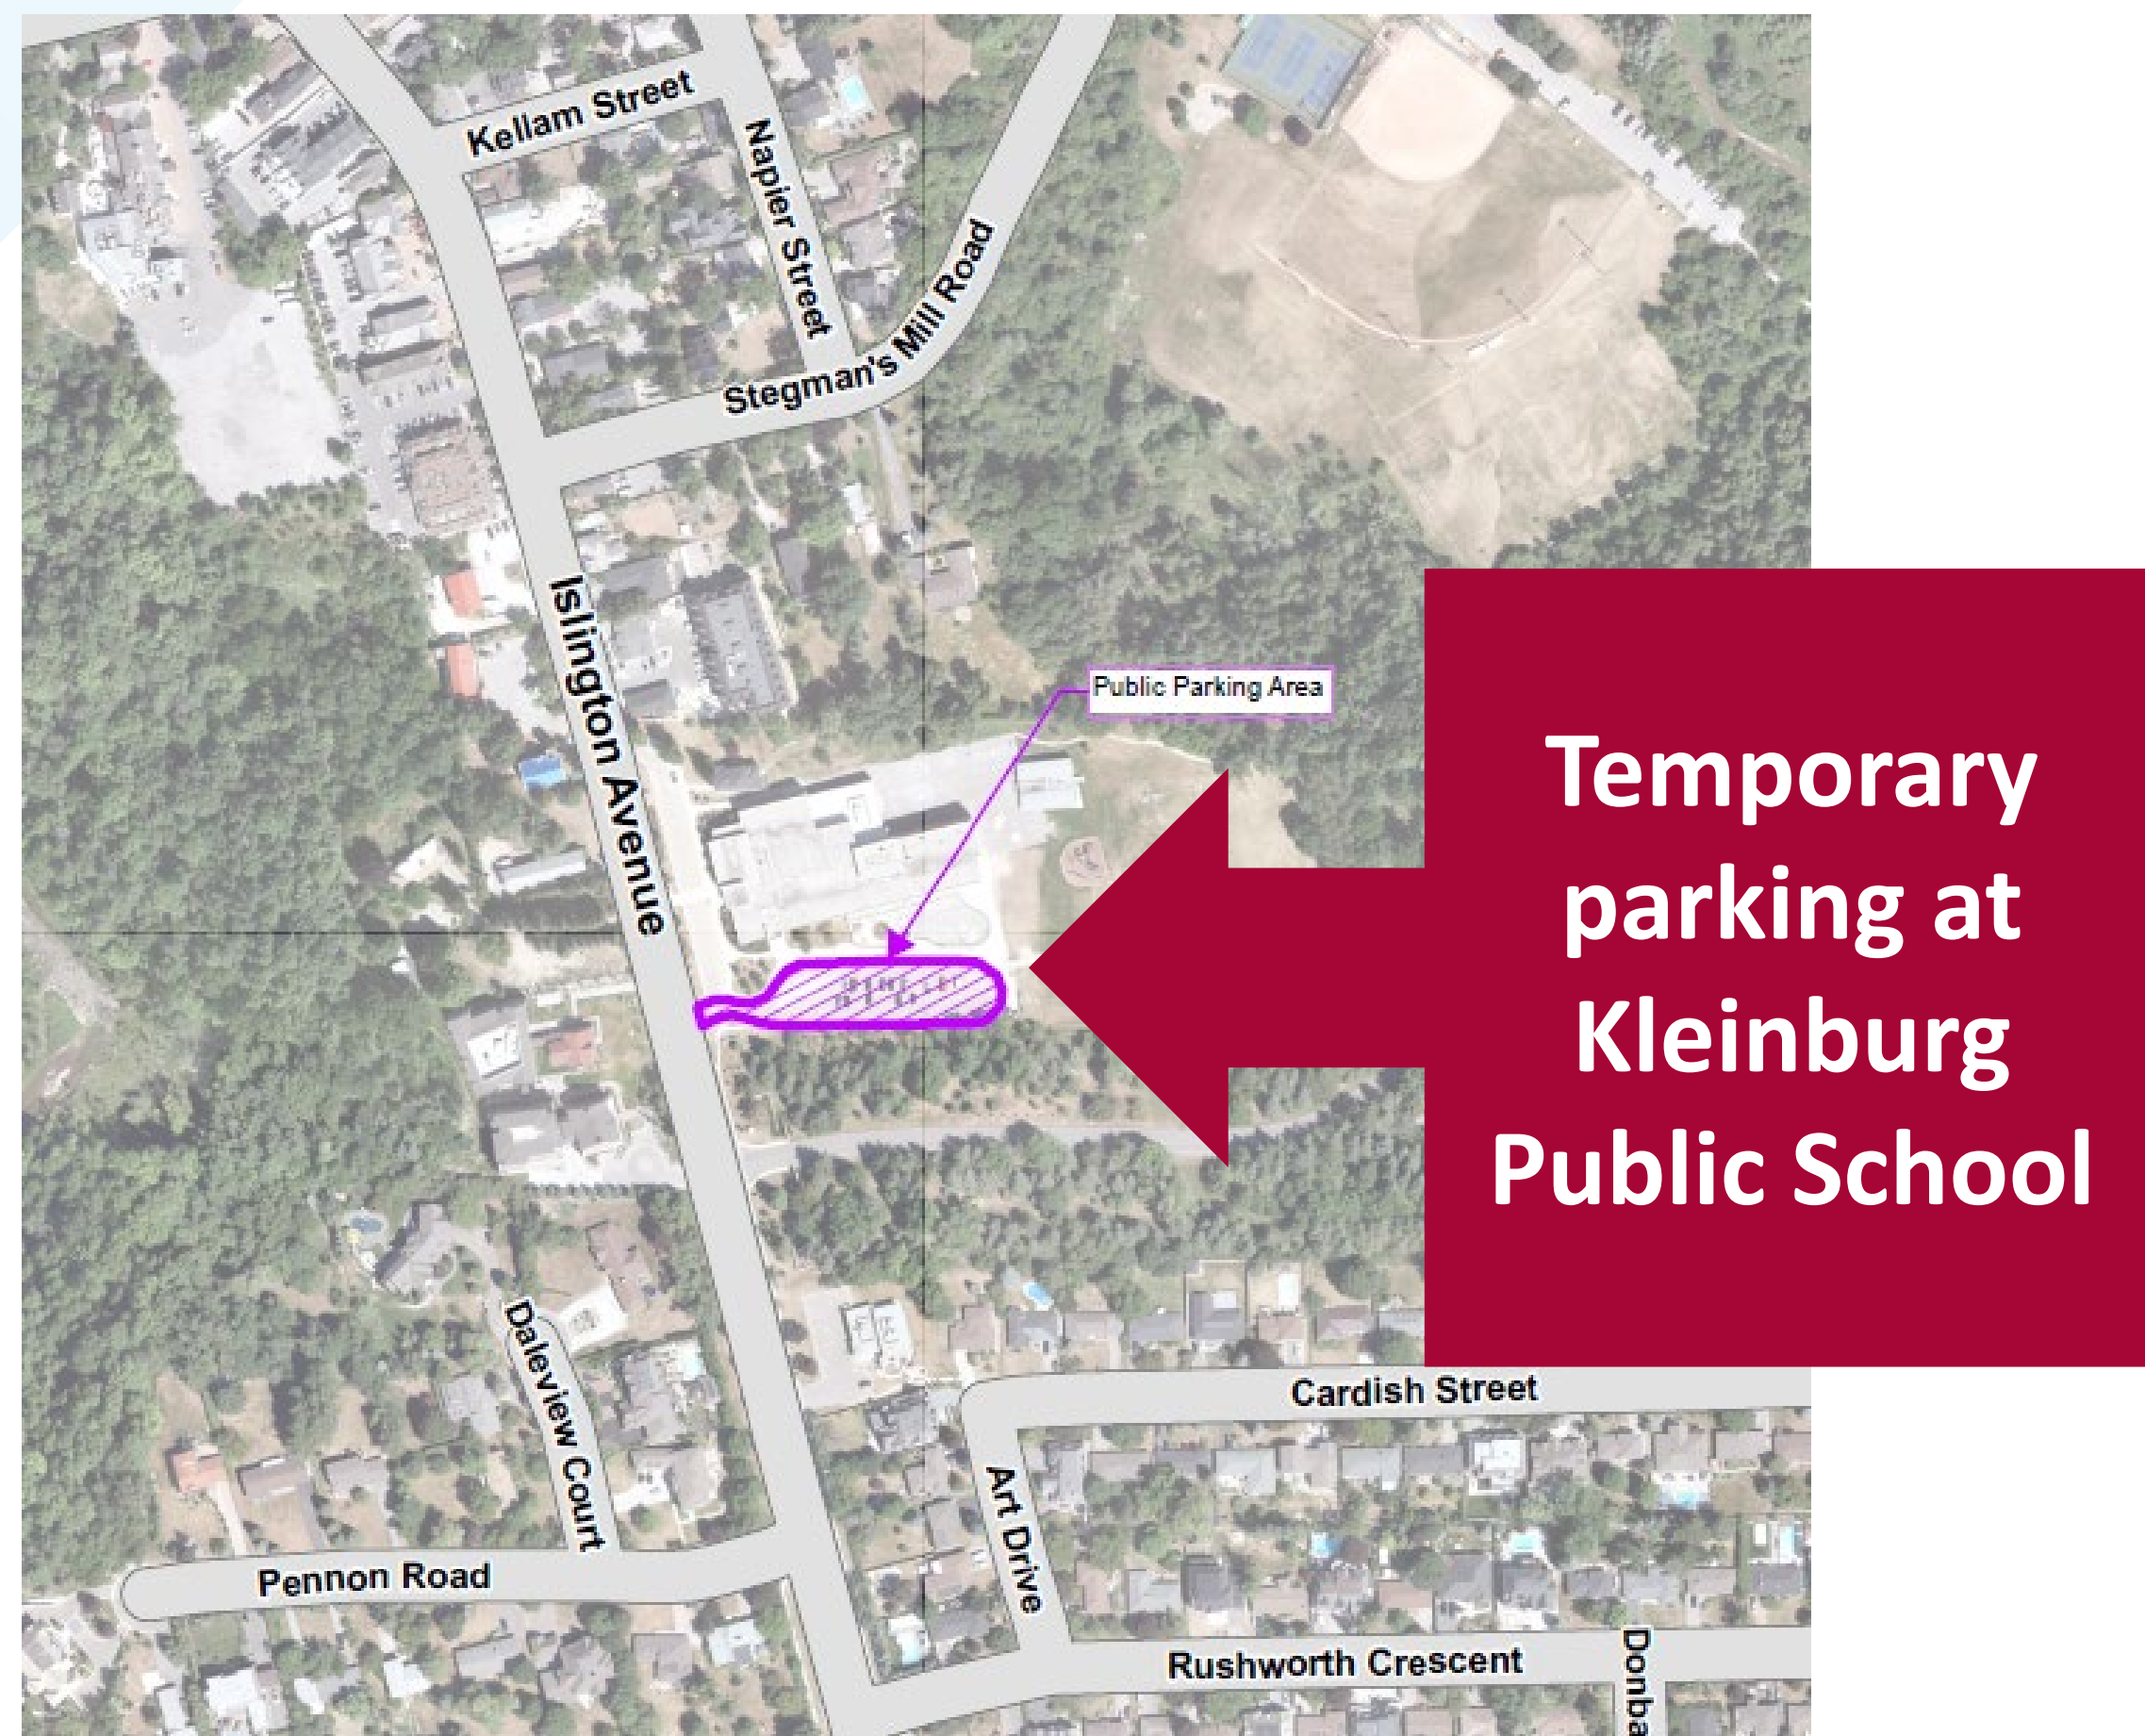 Kellam Street
Napier Street
Stegman's Mill Road
Islington Avenue
Public Parking Area
Temporary
parking at
Kleinburg
Public School
Daleview Court
Cardish Street
Art Drive
Pennon Road
Rushworth Crescent
Donba